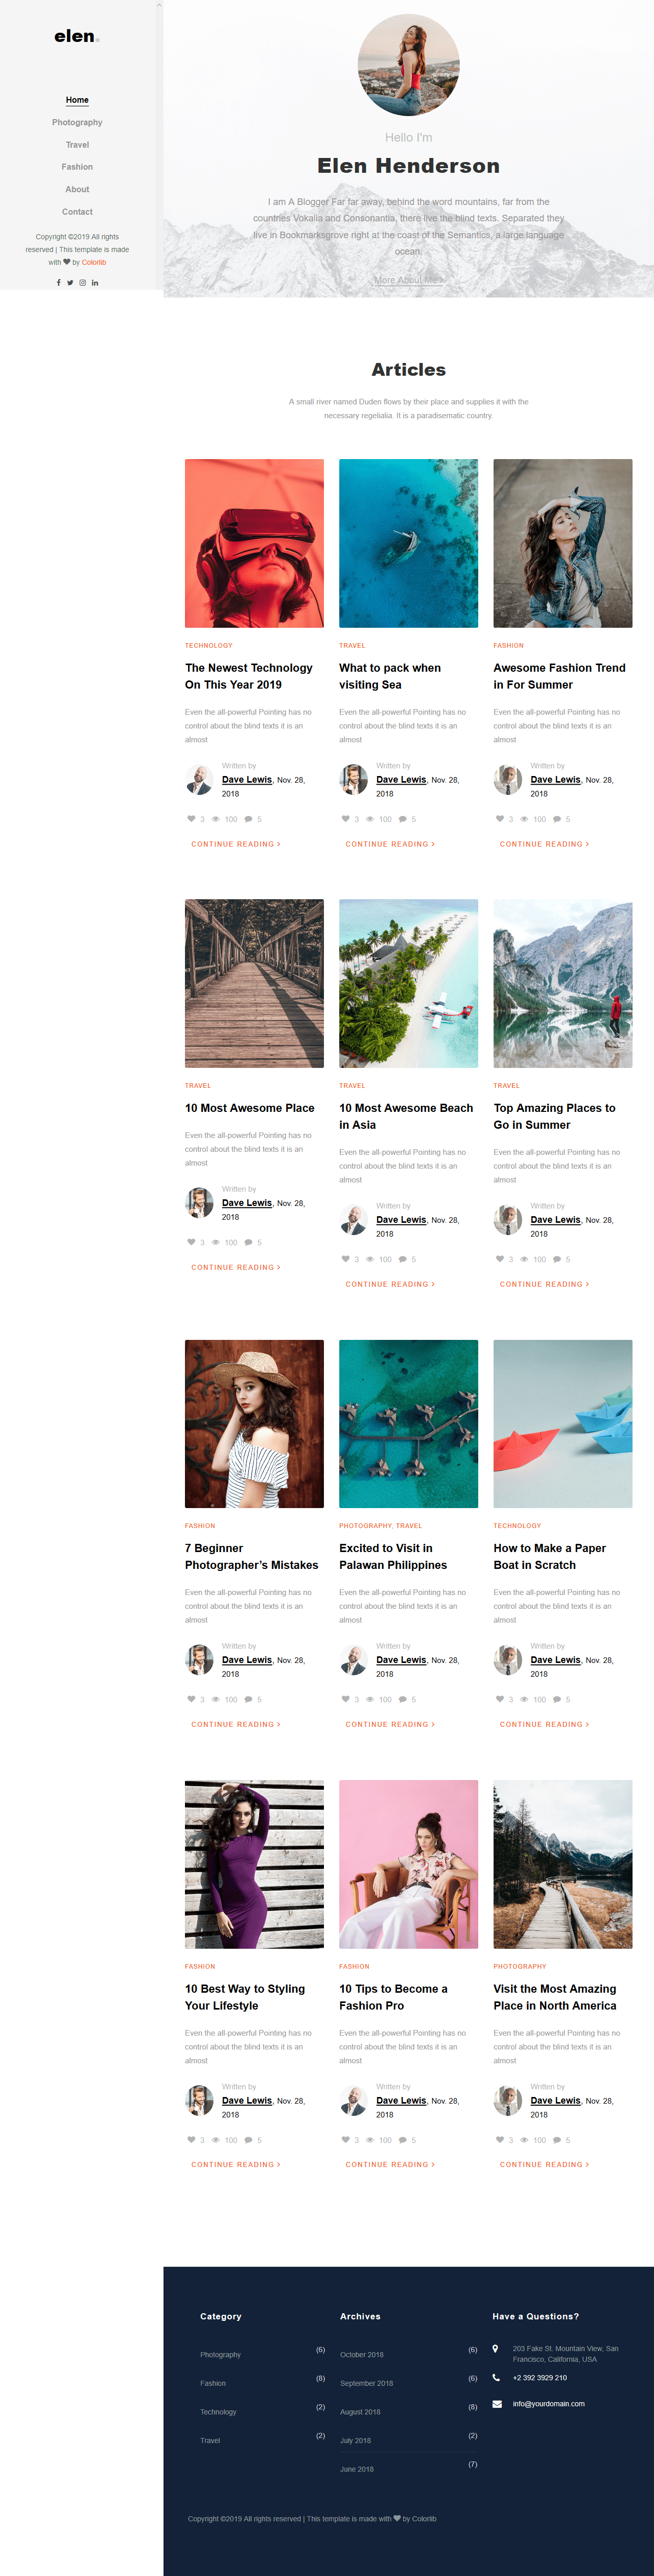 elen.
Home
Photography
Travel
Fashion
About
Contact
Copyright ©2019 All rights
reserved | This template is made
with by Colorlib
Hello I'm
Elen Henderson
I am A Blogger Far far away, behind the word mountains, far from the
countries Vokalia and Consonantia, there live the blind texts. Separated they
live in Bookmarksgrove right at the coast of the Semantics, a large language
ocean.
More About Me
Articles
A small river named Duden flows by their place and supplies it with the
necessary regelialia. It is a paradisematic country.
TECHNOLOGY
The Newest Technology
On This Year 2019
Even the all-powerful Pointing has no
control about the blind texts it is an
almost
Written by
Dave Lewis, Nov. 28,
2018
3 100 5
CONTINUE READING
TRAVEL
What to pack when
visiting Sea
Even the all-powerful Pointing has no
control about the blind texts it is an
almost
Written by
Dave Lewis, Nov. 28,
2018
3 100 5
CONTINUE READING
FASHION
Awesome Fashion Trend
in For Summer
Even the all-powerful Pointing has no
control about the blind texts it is an
almost
Written by
Dave Lewis, Nov. 28,
2018
3 100 5
CONTINUE READING
TRAVEL
10 Most Awesome Place
Even the all-powerful Pointing has no
control about the blind texts it is an
almost
Written by
Dave Lewis, Nov. 28,
2018
3 100 5
CONTINUE READING
TRAVEL
10 Most Awesome Beach
in Asia
Even the all-powerful Pointing has no
control about the blind texts it is an
almost
Written by
Dave Lewis, Nov. 28,
2018
3 100 5
CONTINUE READING
TRAVEL
Top Amazing Places to
Go in Summer
Even the all-powerful Pointing has no
control about the blind texts it is an
almost
Written by
Dave Lewis, Nov. 28,
2018
3 100 5
CONTINUE READING
FASHION
7 Beginner
Photographer’s Mistakes
Even the all-powerful Pointing has no
control about the blind texts it is an
almost
Written by
Dave Lewis, Nov. 28,
2018
3 100 5
CONTINUE READING
PHOTOGRAPHY, TRAVEL
Excited to Visit in
Palawan Philippines
Even the all-powerful Pointing has no
control about the blind texts it is an
almost
Written by
Dave Lewis, Nov. 28,
2018
3 100 5
CONTINUE READING
TECHNOLOGY
How to Make a Paper
Boat in Scratch
Even the all-powerful Pointing has no
control about the blind texts it is an
almost
Written by
Dave Lewis, Nov. 28,
2018
3 100 5
CONTINUE READING
FASHION
10 Best Way to Styling
Your Lifestyle
Even the all-powerful Pointing has no
control about the blind texts it is an
almost
Written by
Dave Lewis, Nov. 28,
2018
3 100 5
CONTINUE READING
FASHION
10 Tips to Become a
Fashion Pro
Even the all-powerful Pointing has no
control about the blind texts it is an
almost
Written by
Dave Lewis, Nov. 28,
2018
3 100 5
CONTINUE READING
PHOTOGRAPHY
Visit the Most Amazing
Place in North America
Even the all-powerful Pointing has no
control about the blind texts it is an
almost
Written by
Dave Lewis, Nov. 28,
2018
3 100 5
CONTINUE READING
Category
Photography (6)
Fashion (8)
Technology (2)
Travel (2)
Archives
October 2018 (6)
September 2018 (6)
August 2018 (8)
July 2018 (2)
June 2018 (7)
Have a Questions?
203 Fake St. Mountain View, San
Francisco, California, USA
+2 392 3929 210
info@yourdomain.com
Copyright ©2019 All rights reserved | This template is made with by Colorlib